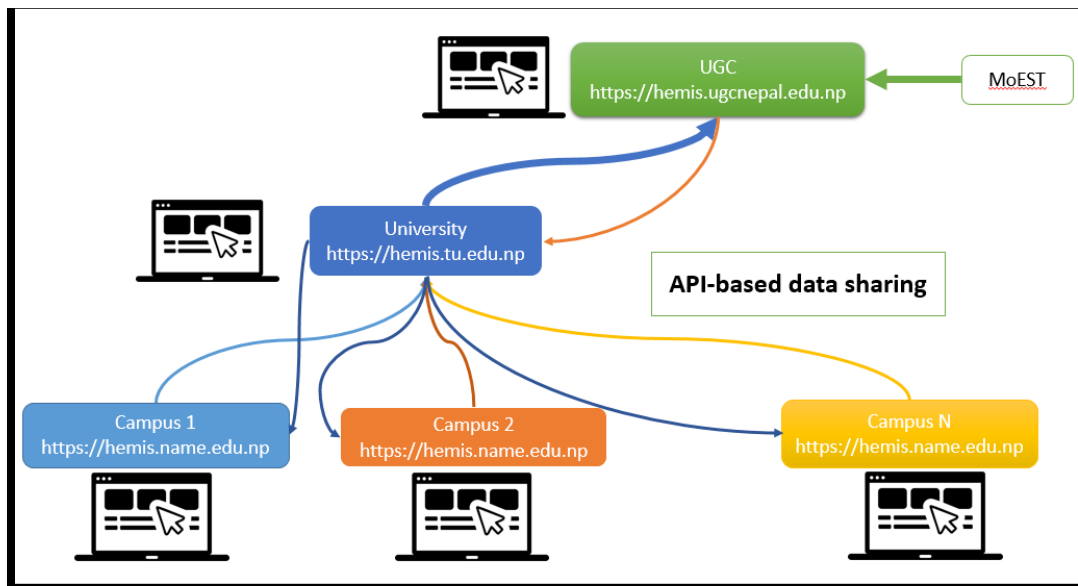 UGC
https://hemis.ugcnepal.edu.np
MoEST
University
https://hemis.tu.edu.np
API-based data sharing
Campus 1
https://hemis.name.edu.np
Campus 2
https://hemis.name.edu.np
Campus N
https://hemis.name.edu.np